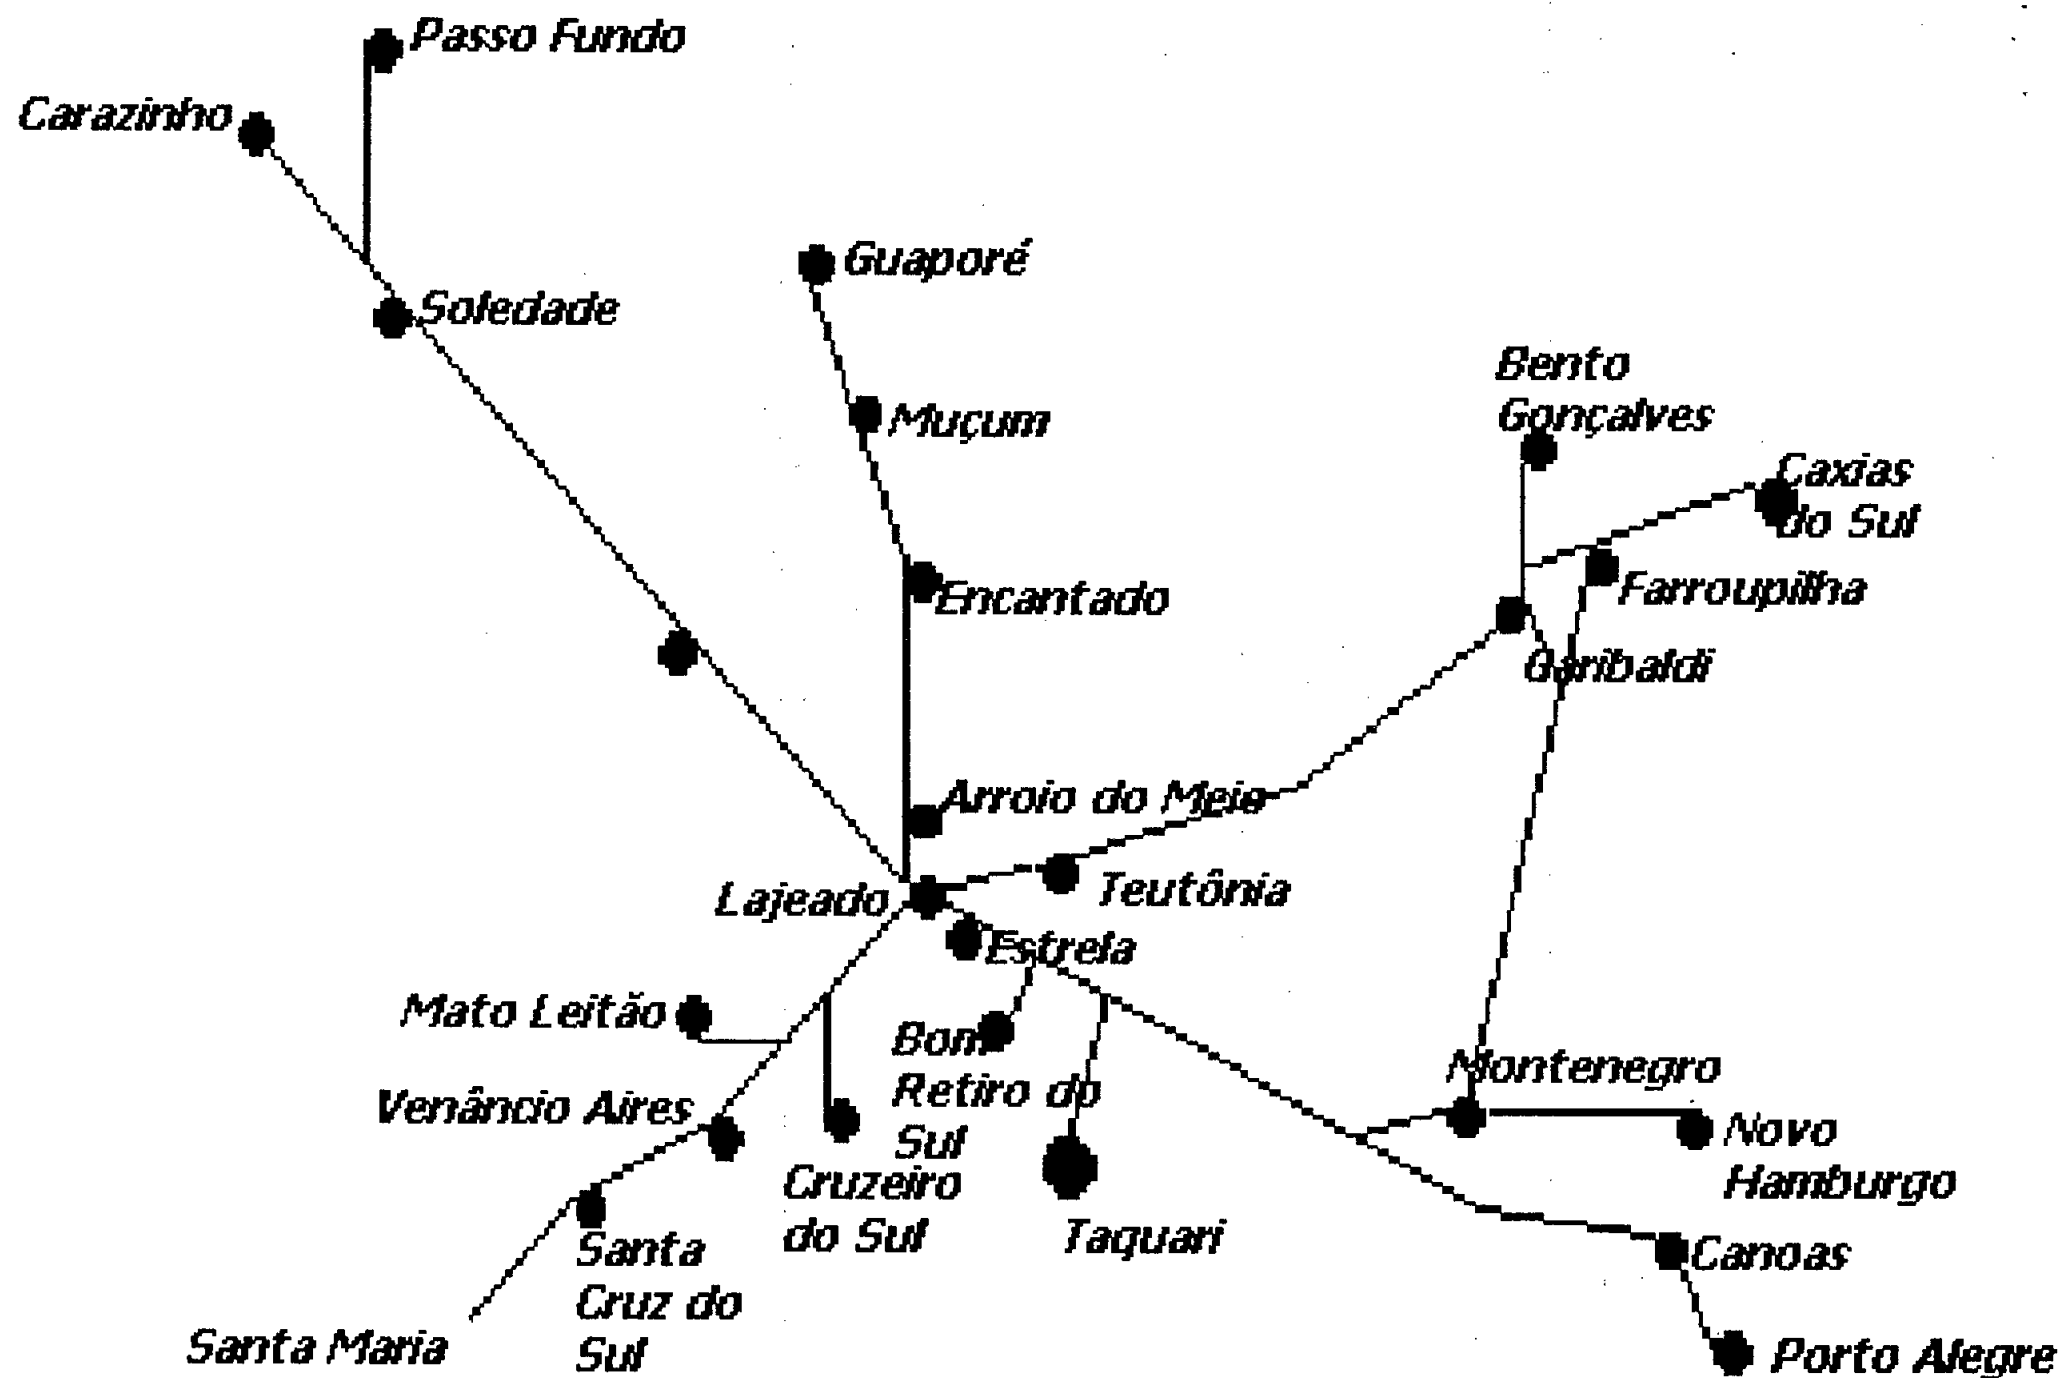 Passo Fundo
Carazinho
Guaporé
Soledade
Bento
Gonçalves
Muçum
Caxias
do Sul
Encantado
Farroupilha
Garibaldi
Arroio do Meio
Teutônia
Lajeado
Estrela
Mato Leitão
Bom
Retiro do
Sul
Montenegro
Venâncio Aires
Novo
Hamburgo
Cruzeiro
do Sul
Taquari
Santa
Cruz do
Sul
Canoas
Santa Maria
Porto Alegre